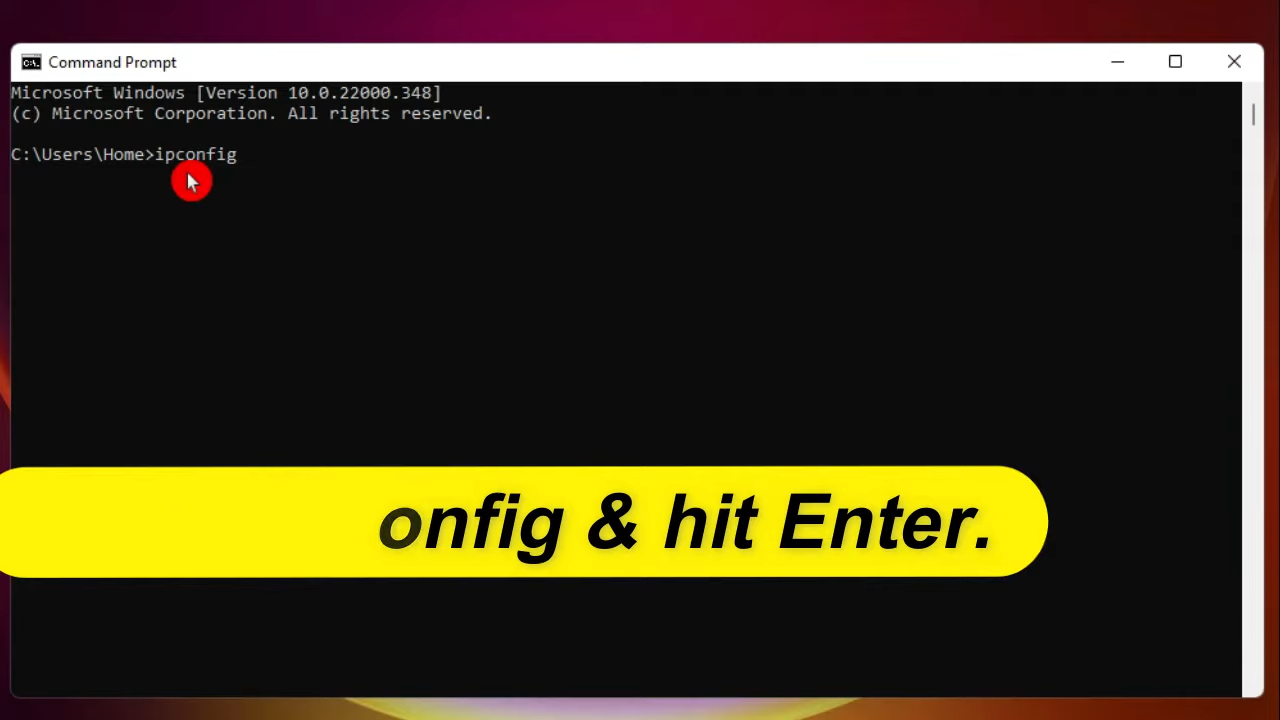 Command Prompt
Microsoft Windows [Version 10.0.22000.348]
(c) Microsoft Corporation. All rights reserved.
C:\Users\Home>ipconfig
onfig & hit Enter.